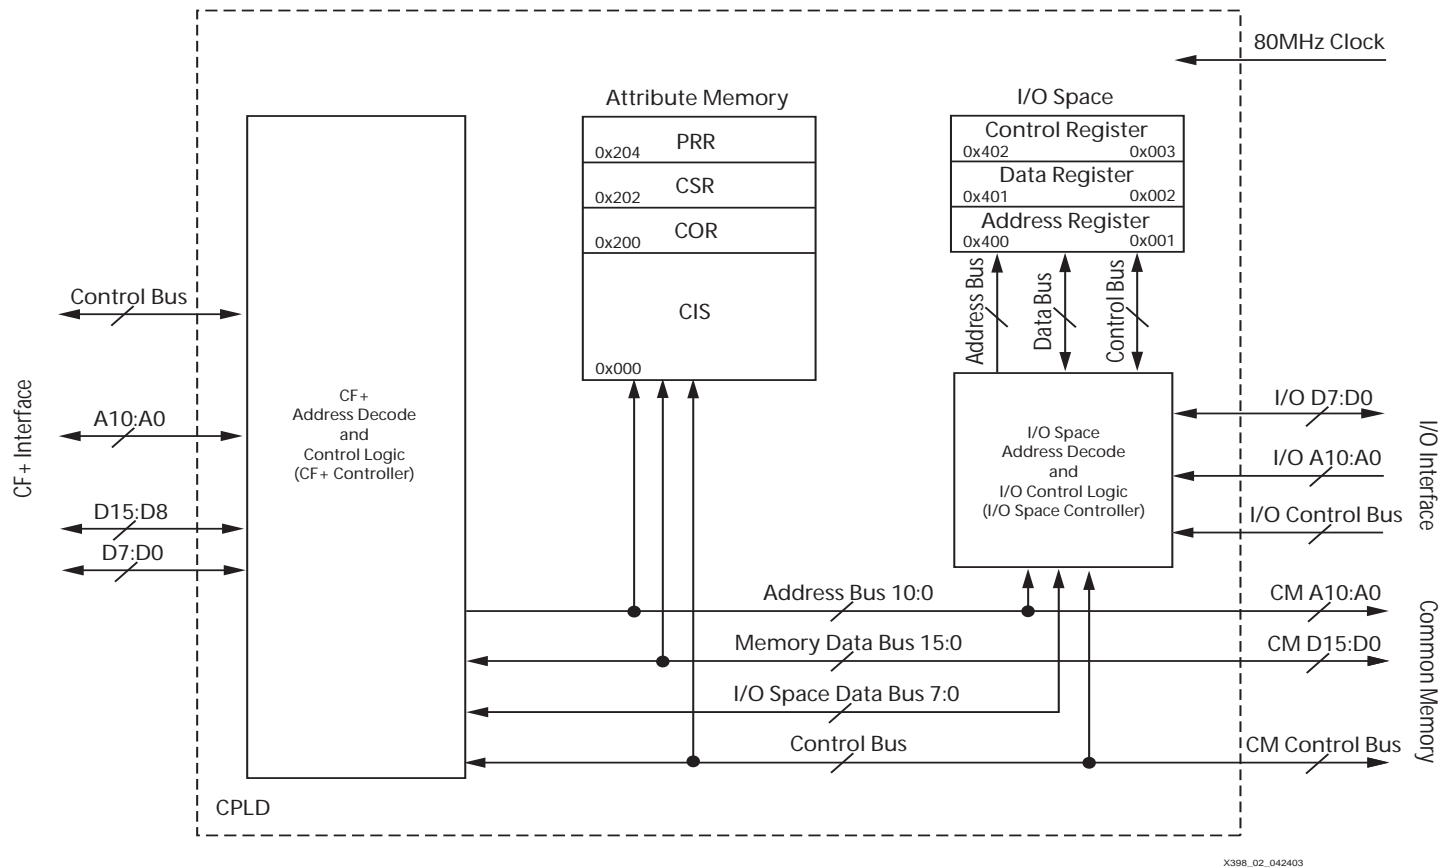 80MHz Clock
Attribute Memory
I/O Space
PRR
0x204
CSR
0x202
COR
0x200
CIS
0x000
Control Register
0x402 0x003
Data Register
0x401 0x002
Address Register
0x400 0x001
Address Bus
Data Bus
Control Bus
CF+ Interface
Control Bus
A10:A0
D15:D8
D7:D0
CF+
Address Decode
and
Control Logic
(CF+ Controller)
I/O Space
Address Decode
and
I/O Control Logic
(I/O Space Controller)
I/O D7:D0
I/O A10:A0
I/O Control Bus
I/O Interface
Address Bus 10:0
CM A10:A0
Memory Data Bus 15:0
CM D15:D0
I/O Space Data Bus 7:0
Control Bus
CM Control Bus
Common Memory
CPLD
X398_02_042403